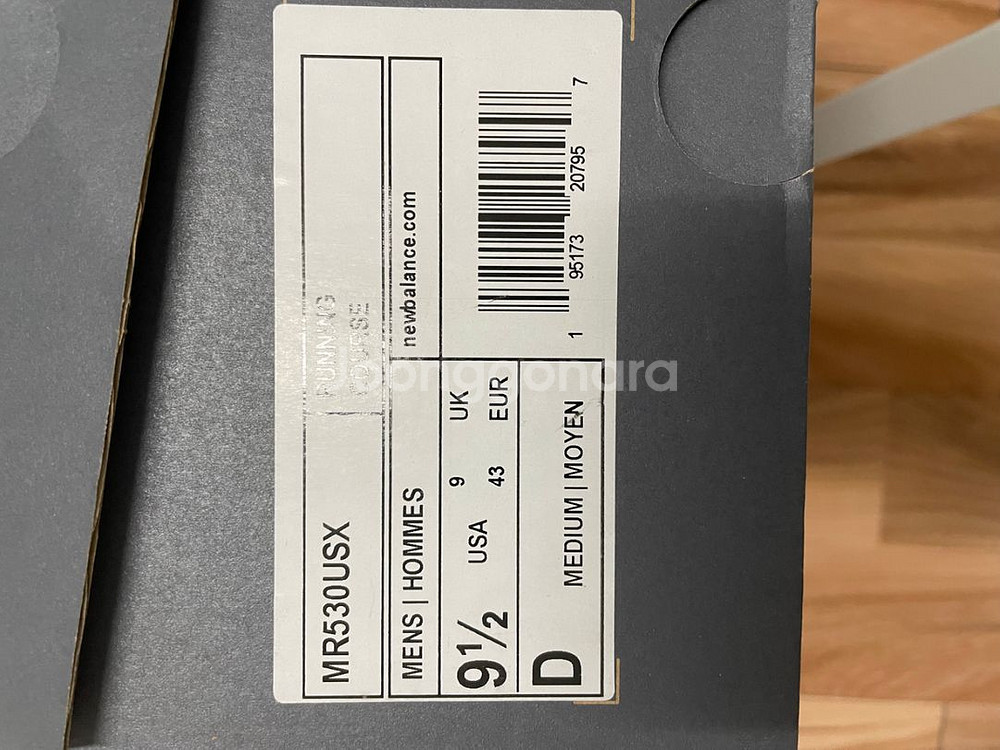 MR530USX
RUNNING
COURSE
MENS | HOMMES
newbalance.com
9½ USA
9 UK
43 EUR
D
MEDIUM | MOYEN
1 95173 20795 7
Joonggonara